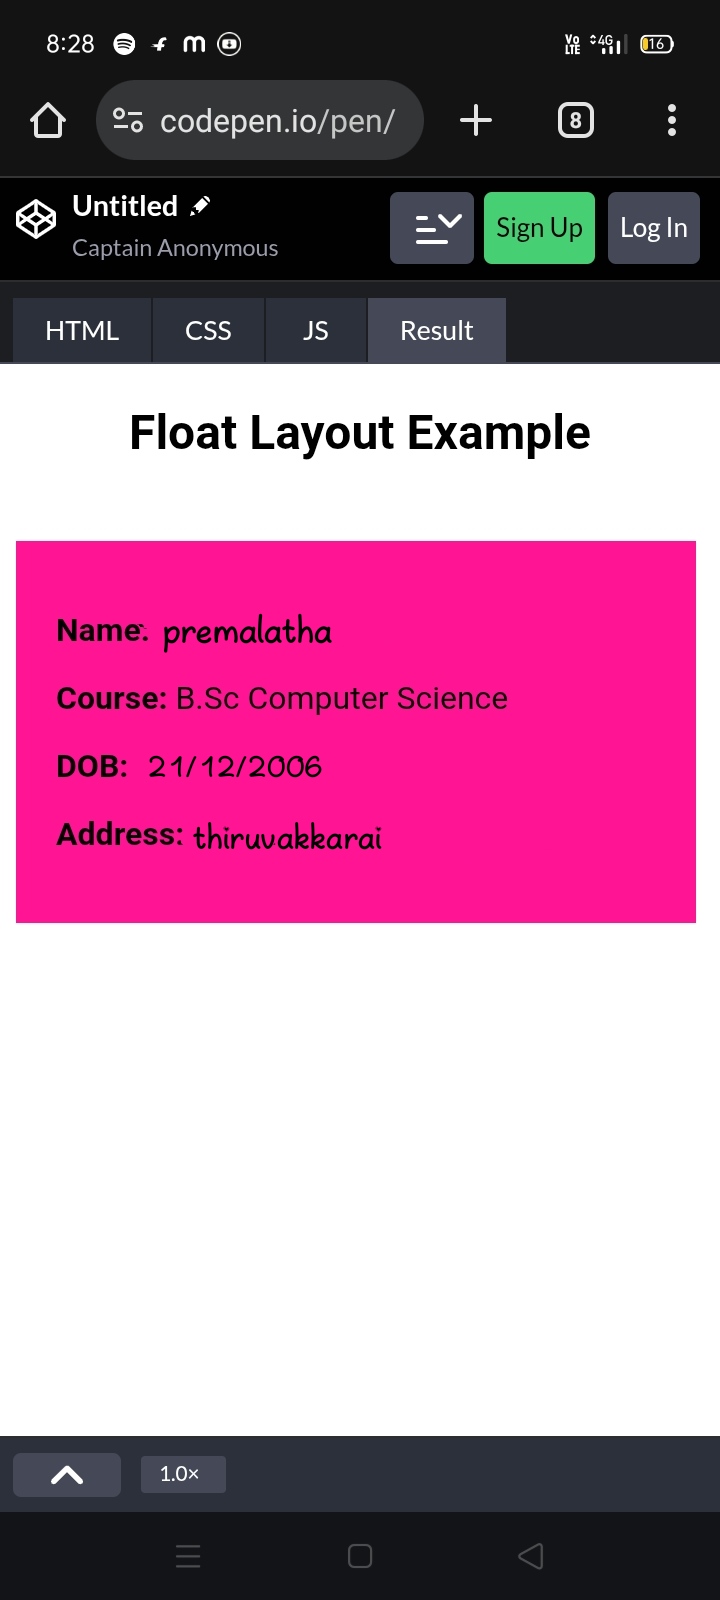 8:28
Vo LTE 4G 16
codepen.io/pen/
8
Untitled
Captain Anonymous
Sign Up
Log In
HTML CSS JS Result
Float Layout Example
Name: premalatha
Course: B.Sc Computer Science
DOB: 21/12/2006
Address: thiruvakkarai
1.0×